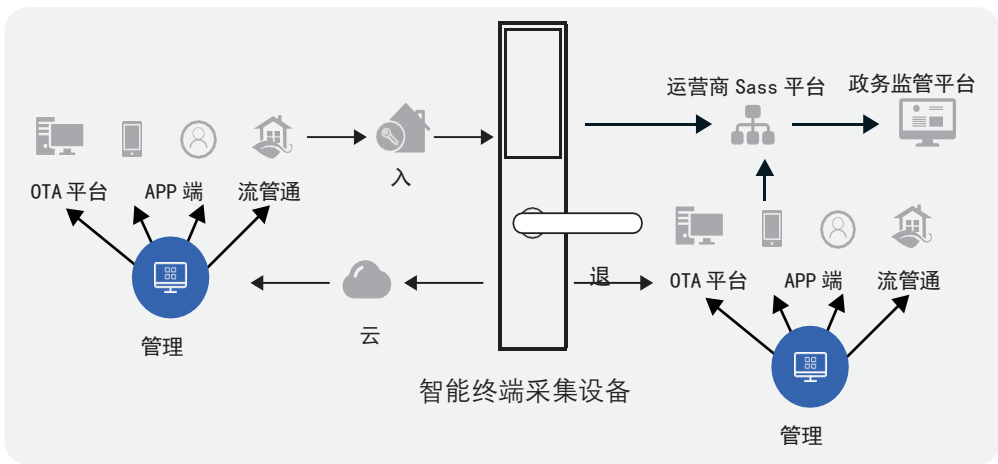 运营商 Sass 平台
政务监管平台
OTA 平台
APP 端
流管通
入
退
OTA 平台
APP 端
流管通
云
管理
智能终端采集设备
管理